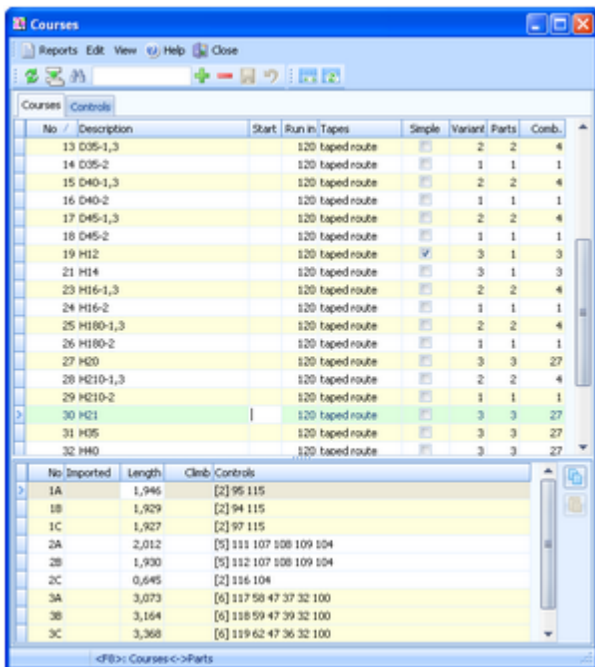 Courses
Reports Edit View Help Close
Courses Controls
No / Description Start Run in Tapes Simple Variant Parts Comb.
13 D35-1,3 120 taped route 2 2 4
14 D35-2 120 taped route 1 1 1
15 D40-1,3 120 taped route 2 2 4
16 D40-2 120 taped route 1 1 1
17 D45-1,3 120 taped route 2 2 4
18 D45-2 120 taped route 1 1 1
19 H12 120 taped route 3 1 3
21 H14 120 taped route 3 1 3
23 H16-1,3 120 taped route 2 2 4
24 H16-2 120 taped route 1 1 1
25 H180-1,3 120 taped route 2 2 4
26 H180-2 120 taped route 1 1 1
27 H20 120 taped route 3 3 27
28 H210-1,3 120 taped route 2 2 4
29 H210-2 120 taped route 1 1 1
30 H21 120 taped route 3 3 27
31 H35 120 taped route 3 3 27
32 H40 120 taped route 3 3 27
No Imported Length Climb Controls
1A 1,946 [2] 95 115
1B 1,929 [2] 94 115
1C 1,927 [2] 97 115
2A 2,012 [5] 111 107 108 109 104
2B 1,930 [5] 112 107 108 109 104
2C 0,645 [2] 116 104
3A 3,073 [6] 117 58 47 37 32 100
3B 3,164 [6] 118 59 47 39 32 100
3C 3,368 [6] 119 62 47 36 32 100
<F8>: Courses<->Parts